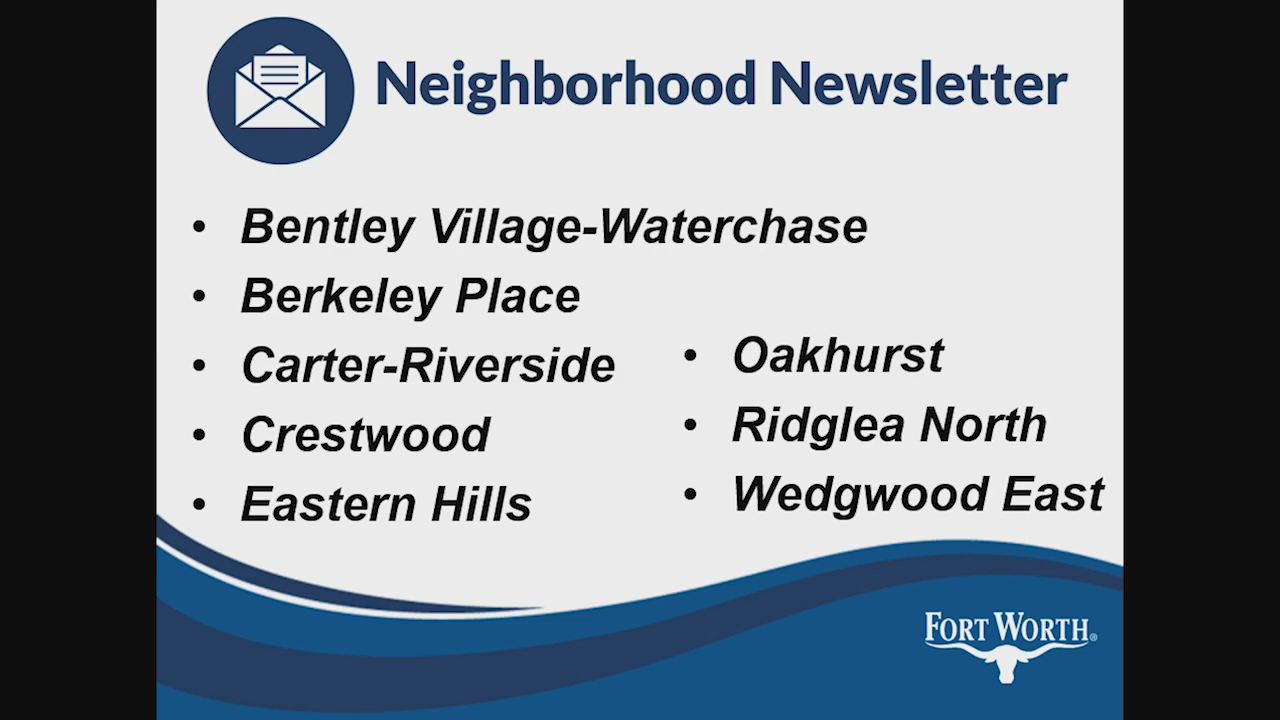 Neighborhood Newsletter
• Bentley Village-Waterchase
• Berkeley Place
• Carter-Riverside
• Crestwood
• Eastern Hills
• Oakhurst
• Ridglea North
• Wedgwood East
FORT WORTH®